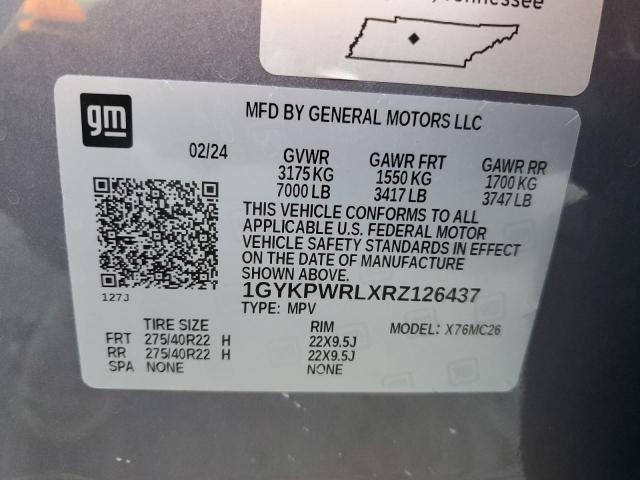 Tennessee
gm
MFD BY GENERAL MOTORS LLC
02/24 GVWR GAWR FRT GAWR RR
3175 KG 1550 KG 1700 KG
7000 LB 3417 LB 3747 LB
THIS VEHICLE CONFORMS TO ALL
APPLICABLE U.S. FEDERAL MOTOR
VEHICLE SAFETY STANDARDS IN EFFECT
ON THE DATE OF MANUFACTURE
SHOWN ABOVE.
127J
1GYKPWRLXRZ126437
TYPE: MPV
TIRE SIZE RIM MODEL: X76MC26
FRT 275/40R22 H 22X9.5J
RR 275/40R22 H 22X9.5J
SPA NONE NONE